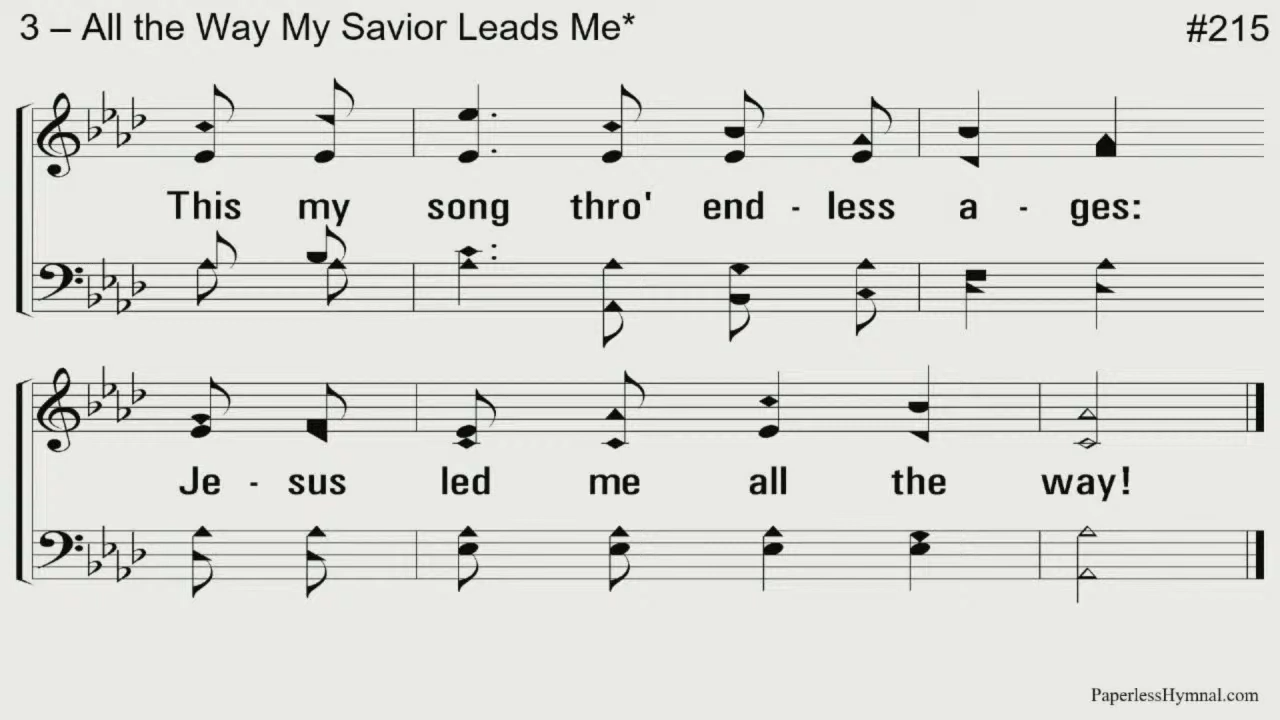 3 – All the Way My Savior Leads Me* #215
This my song thro' end - less a - ges:
Je - sus led me all the way!
PaperlessHymnal.com